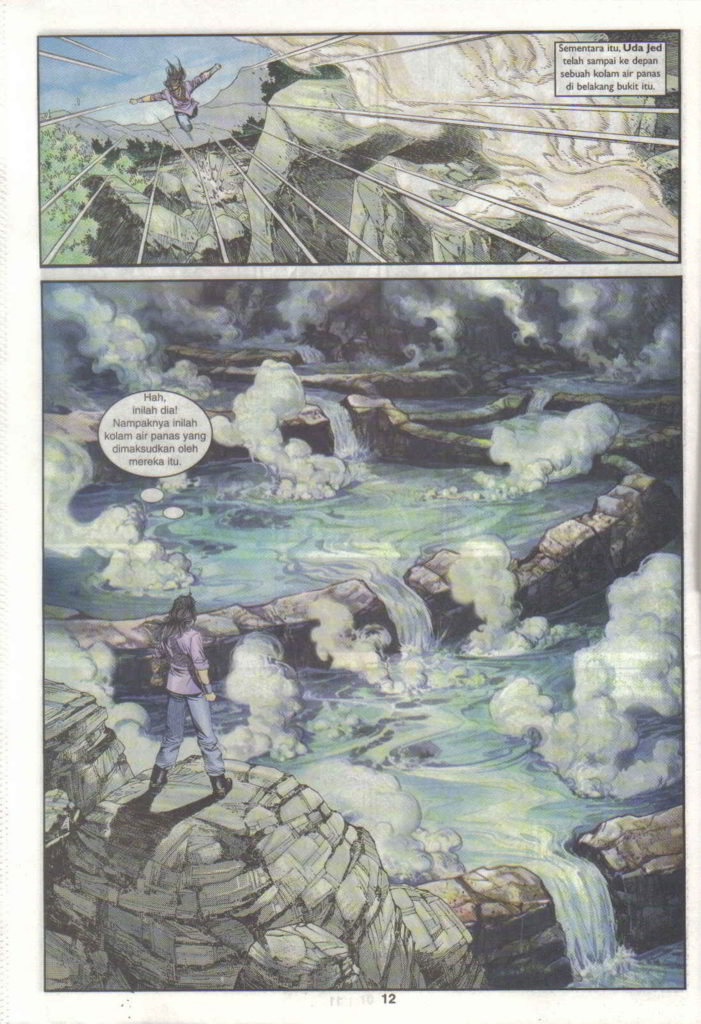 Sementara itu, Uda Jed
telah sampai ke depan
sebuah kolam air panas
di belakang bukit itu.
Hah,
inilah dia!
Nampaknya inilah
kolam air panas yang
dimaksudkan oleh
mereka itu.
12